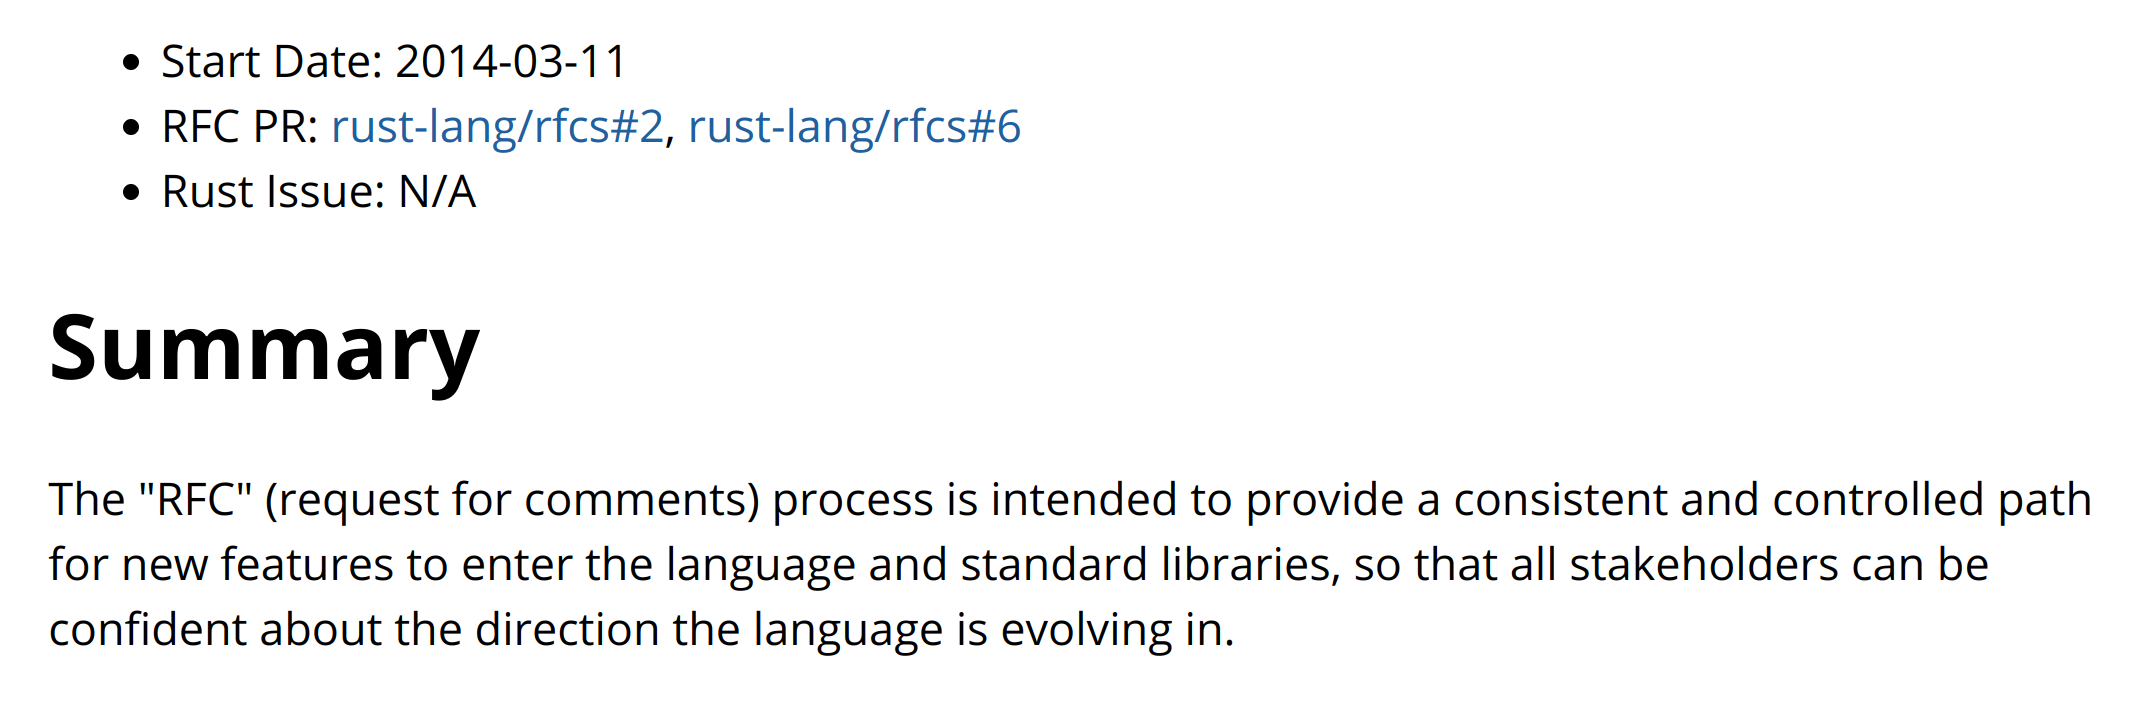 Start Date: 2014-03-11
RFC PR: rust-lang/rfcs#2, rust-lang/rfcs#6
Rust Issue: N/A
Summary
The "RFC" (request for comments) process is intended to provide a consistent and controlled path
for new features to enter the language and standard libraries, so that all stakeholders can be
confident about the direction the language is evolving in.